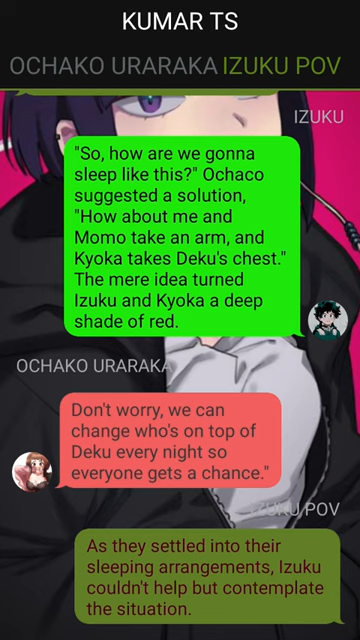 KUMAR TS
OCHAKO URARAKA IZUKU POV
IZUKU
"So, how are we gonna
sleep like this?" Ochaco
suggested a solution,
"How about me and
Momo take an arm, and
Kyoka takes Deku's chest."
The mere idea turned
Izuku and Kyoka a deep
shade of red.
OCHAKO URARAKA
Don't worry, we can
change who's on top of
Deku every night so
everyone gets a chance."
IZUKU POV
As they settled into their
sleeping arrangements, Izuku
couldn't help but contemplate
the situation.